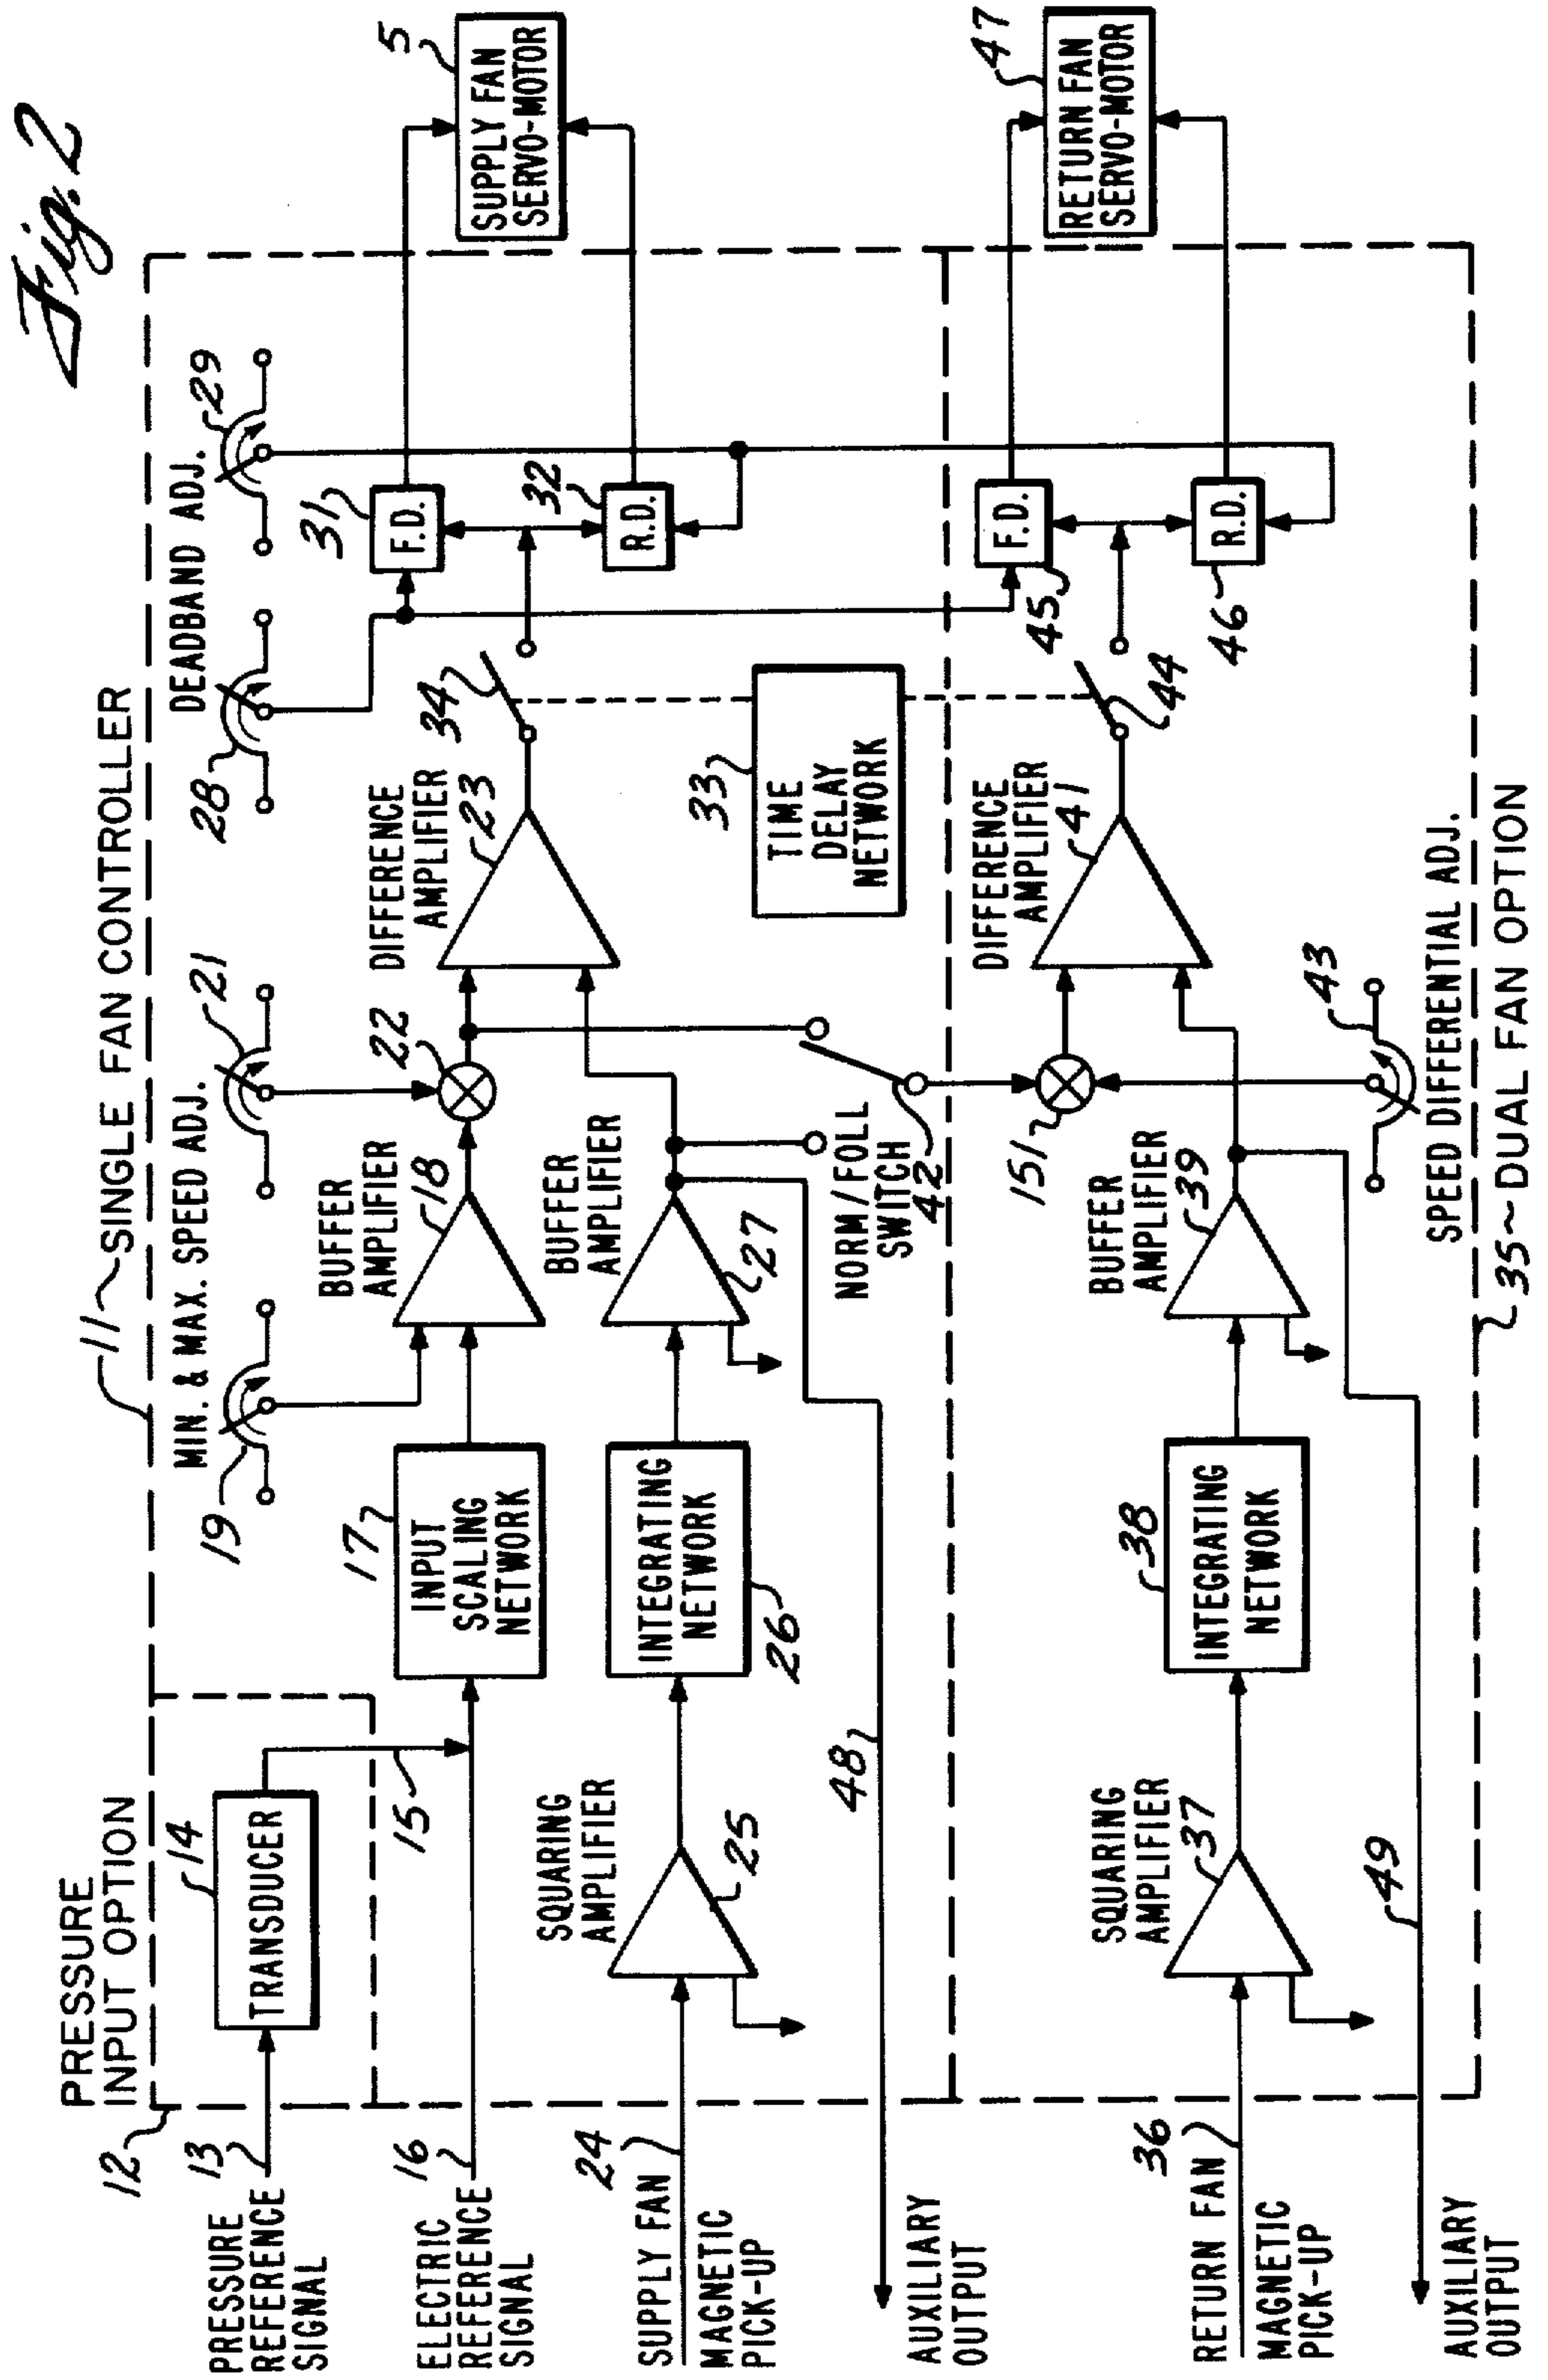 Fig. 2
11~SINGLE FAN CONTROLLER
PRESSURE
INPUT OPTION
12
MIN. & MAX. SPEED ADJ.
DEADBAND ADJ.
19
21
28
29
13
PRESSURE
REFERENCE
SIGNAL
14
TRANSDUCER
15
16
ELECTRIC
REFERENCE
SIGNAL
17
INPUT
SCALING
NETWORK
BUFFER
AMPLIFIER
18
22
DIFFERENCE
AMPLIFIER
23
34
31
F.D.
32
R.D.
5
SUPPLY FAN
SERVO-MOTOR
24
SUPPLY FAN
MAGNETIC
PICK-UP
SQUARING
AMPLIFIER
25
INTEGRATING
NETWORK
26
BUFFER
AMPLIFIER
27
NORM/FOLL
SWITCH
42
33
TIME
DELAY
NETWORK
48
AUXILIARY
OUTPUT
36
RETURN FAN
MAGNETIC
PICK-UP
SQUARING
AMPLIFIER
37
38
INTEGRATING
NETWORK
BUFFER
AMPLIFIER
39
151
DIFFERENCE
AMPLIFIER
41
44
45
F.D.
46
R.D.
47
RETURN FAN
SERVO-MOTOR
43
SPEED DIFFERENTIAL ADJ.
49
AUXILIARY
OUTPUT
35~DUAL FAN OPTION